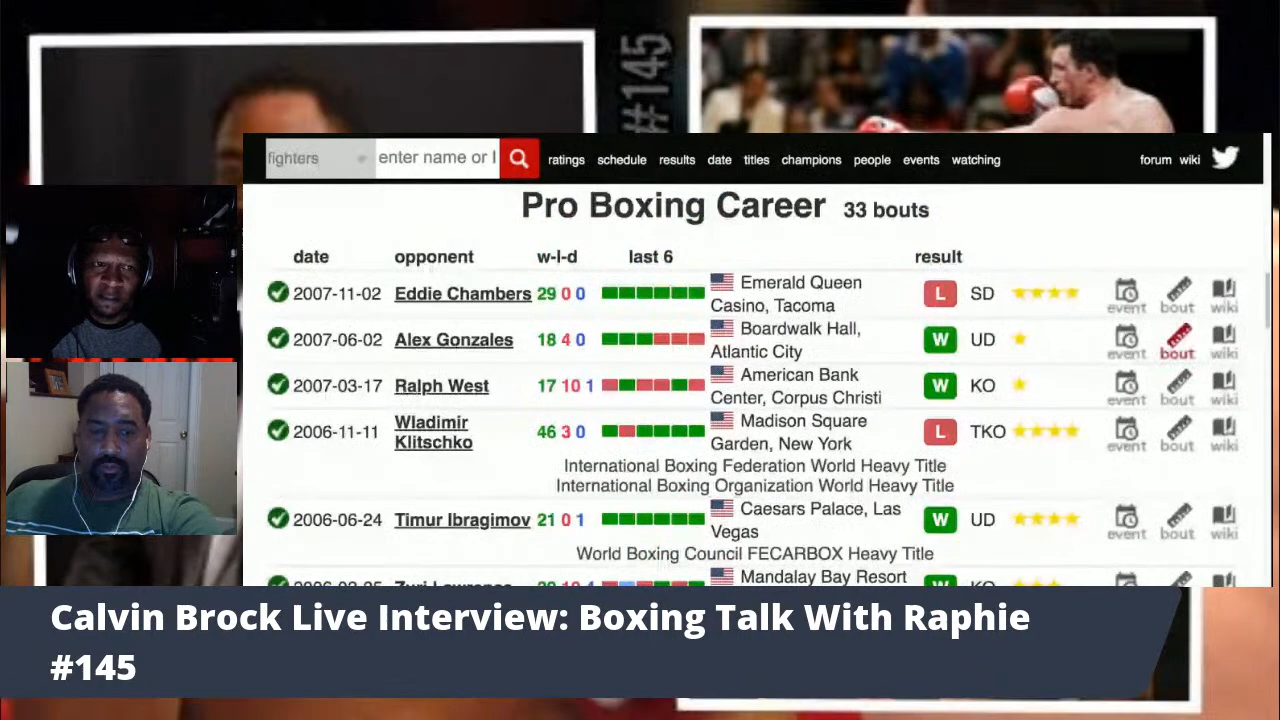 #145
fighters enter name or l ratings schedule results date titles champions people events watching forum wiki
Pro Boxing Career 33 bouts
date opponent w-l-d last 6 result
2007-11-02 Eddie Chambers 29 0 0 Emerald Queen Casino, Tacoma L SD event bout wiki
2007-06-02 Alex Gonzales 18 4 0 Boardwalk Hall, Atlantic City W UD event bout wiki
2007-03-17 Ralph West 17 10 1 American Bank Center, Corpus Christi W KO event bout wiki
2006-11-11 Wladimir Klitschko 46 3 0 Madison Square Garden, New York L TKO event bout wiki
International Boxing Federation World Heavy Title
International Boxing Organization World Heavy Title
2006-06-24 Timur Ibragimov 21 0 1 Caesars Palace, Las Vegas W UD event bout wiki
World Boxing Council FECARBOX Heavy Title
Mandalay Bay Resort
Calvin Brock Live Interview: Boxing Talk With Raphie
#145